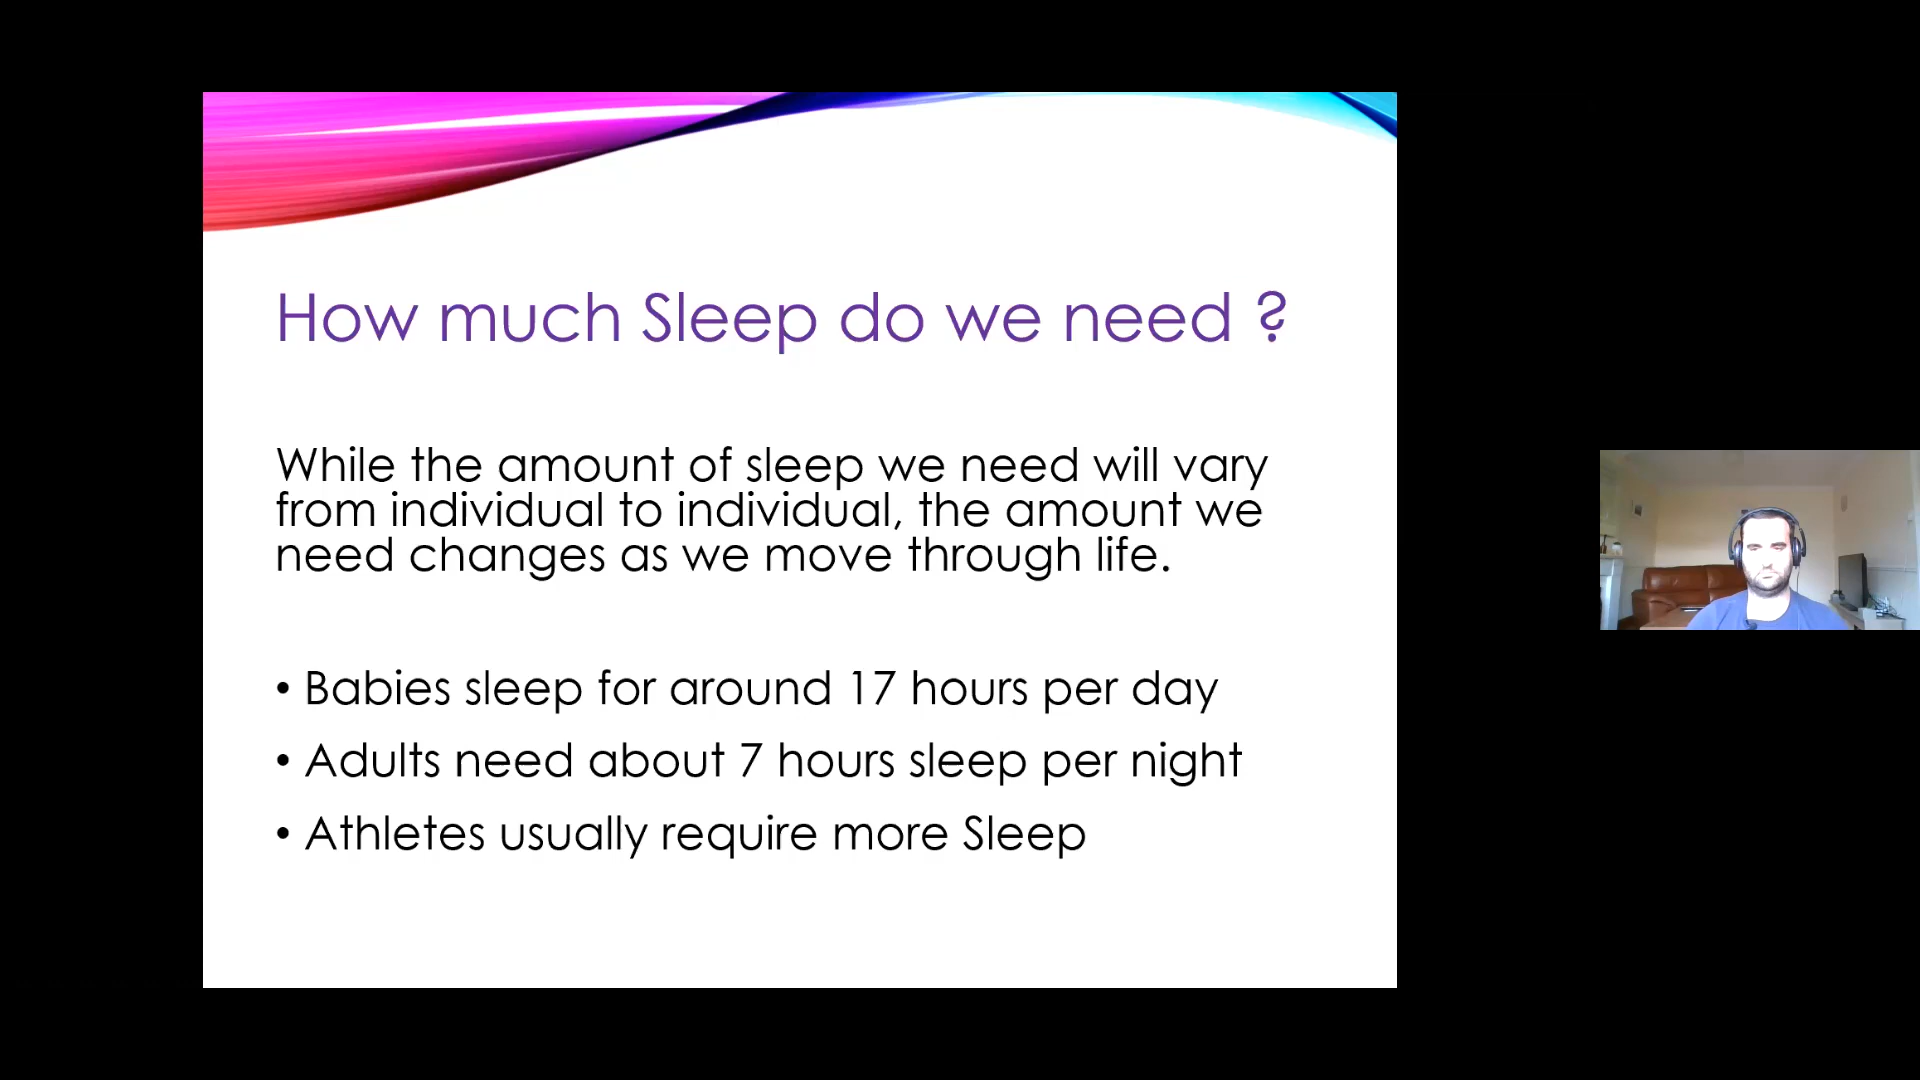 How much Sleep do we need ?
While the amount of sleep we need will vary
from individual to individual, the amount we
need changes as we move through life.
• Babies sleep for around 17 hours per day
• Adults need about 7 hours sleep per night
• Athletes usually require more Sleep